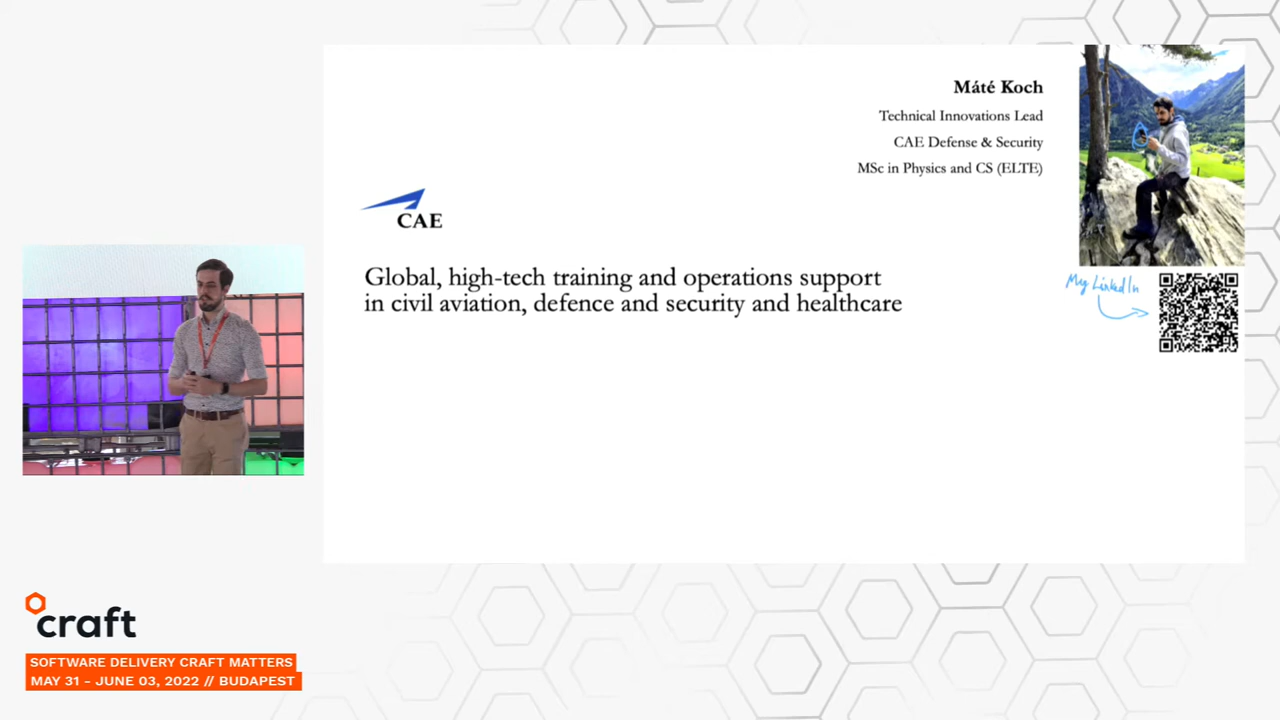 Máté Koch
Technical Innovations Lead
CAE Defense & Security
MSc in Physics and CS (ELTE)
CAE
Global, high-tech training and operations support
in civil aviation, defence and security and healthcare
My LinkedIn
craft
SOFTWARE DELIVERY CRAFT MATTERS
MAY 31 - JUNE 03, 2022 // BUDAPEST